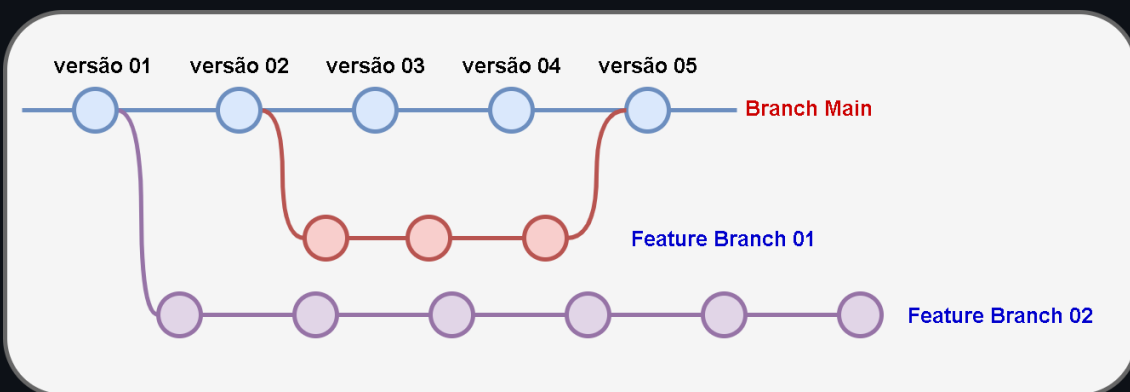 versão 01
versão 02
versão 03
versão 04
versão 05
Branch Main
Feature Branch 01
Feature Branch 02